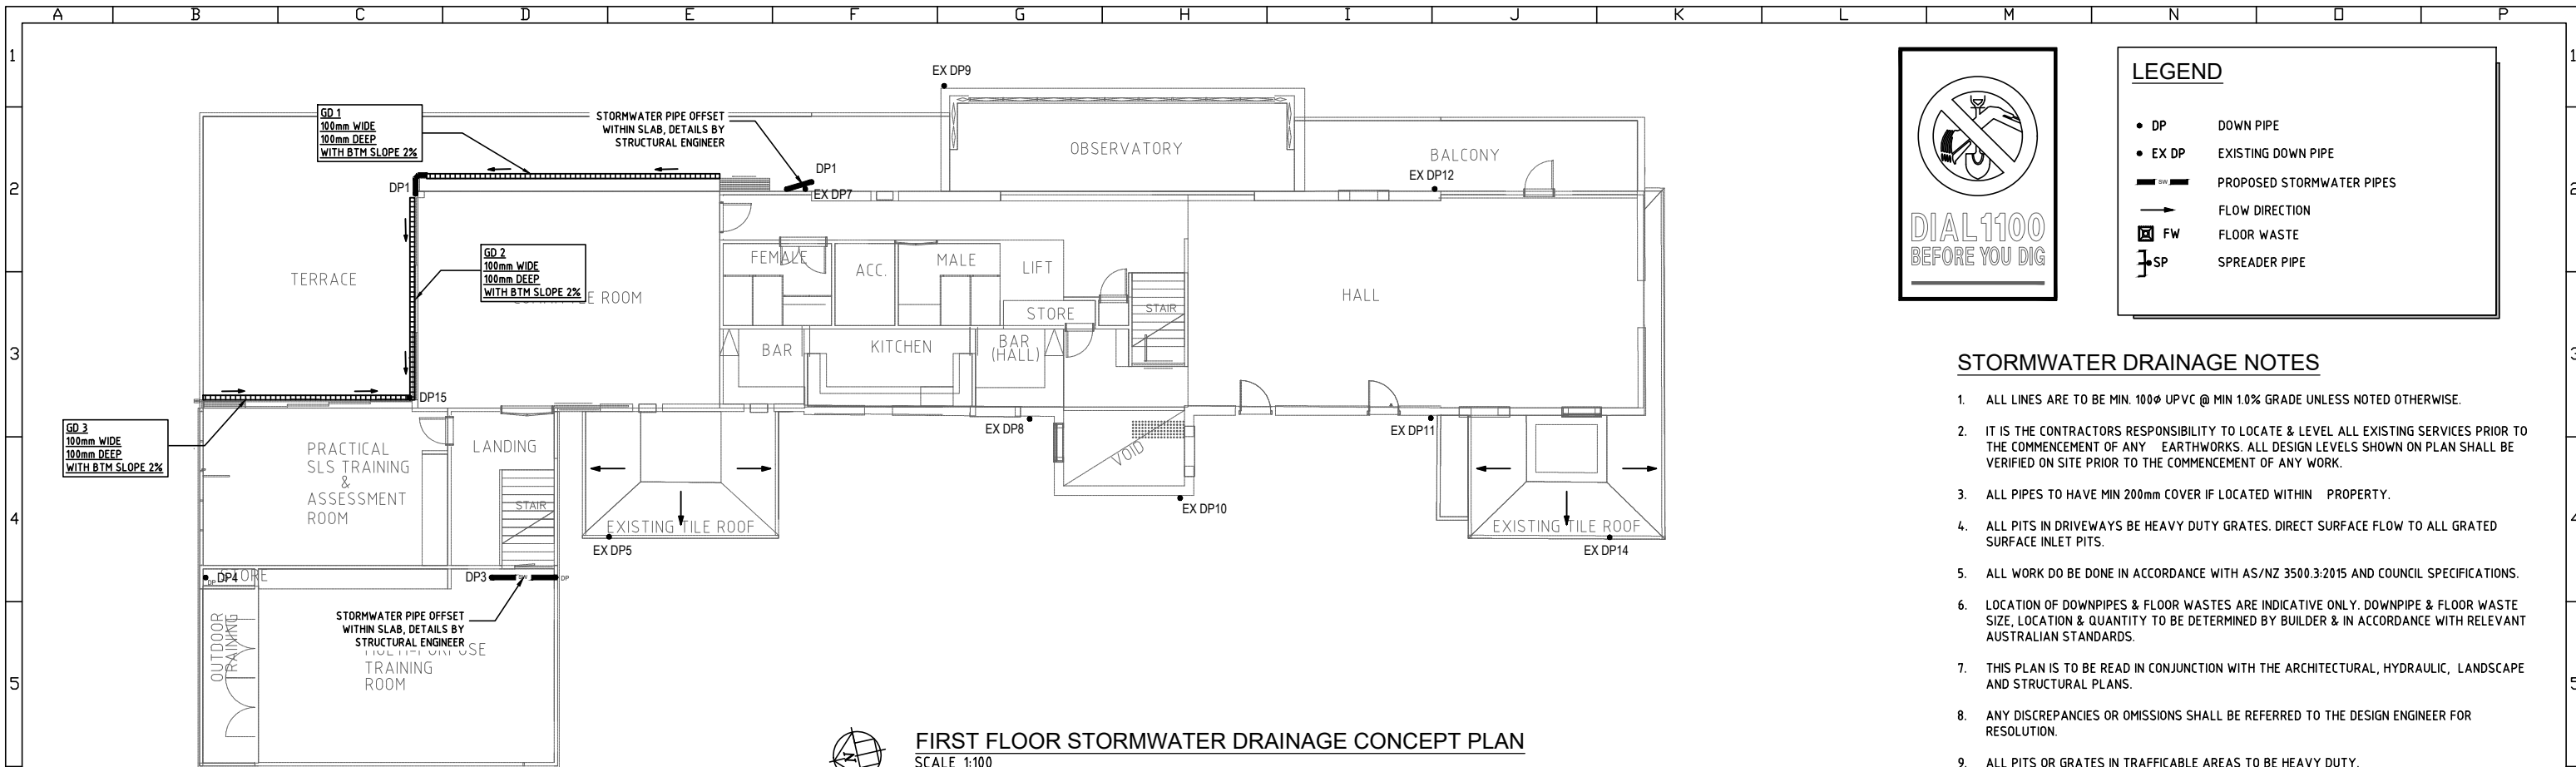 A B C D E F G H I J K L M N O P
1
2
3
4
5
EX DP9
GD 1
100mm WIDE
100mm DEEP
WITH BTM SLOPE 2%
STORMWATER PIPE OFFSET
WITHIN SLAB, DETAILS BY
STRUCTURAL ENGINEER
OBSERVATORY
BALCONY
DP1
EX DP7
EX DP12
DP1
TERRACE
GD 2
100mm WIDE
100mm DEEP
WITH BTM SLOPE 2%
ROOM
FEMALE
ACC.
MALE
LIFT
STORE
STAIR
HALL
BAR
KITCHEN
BAR
(HALL)
DP15
GD 3
100mm WIDE
100mm DEEP
WITH BTM SLOPE 2%
PRACTICAL
SLS TRAINING
&
ASSESSMENT
ROOM
LANDING
STAIR
EX DP8
VOID
EX DP11
EX DP10
EXISTING TILE ROOF
EX DP5
EXISTING TILE ROOF
EX DP14
DP
DP4
STORE
DP3
SW
DP
STORMWATER PIPE OFFSET
WITHIN SLAB, DETAILS BY
STRUCTURAL ENGINEER
OUTDOOR
TRAINING
MULTI-PURPOSE
TRAINING
ROOM
N
FIRST FLOOR STORMWATER DRAINAGE CONCEPT PLAN
SCALE 1:100
DIAL 1100
BEFORE YOU DIG
LEGEND
DP DOWN PIPE
EX DP EXISTING DOWN PIPE
SW PROPOSED STORMWATER PIPES
FLOW DIRECTION
FW FLOOR WASTE
SP SPREADER PIPE
STORMWATER DRAINAGE NOTES
1. ALL LINES ARE TO BE MIN. 100ø UPVC @ MIN 1.0% GRADE UNLESS NOTED OTHERWISE.
2. IT IS THE CONTRACTORS RESPONSIBILITY TO LOCATE & LEVEL ALL EXISTING SERVICES PRIOR TO
THE COMMENCEMENT OF ANY EARTHWORKS. ALL DESIGN LEVELS SHOWN ON PLAN SHALL BE
VERIFIED ON SITE PRIOR TO THE COMMENCEMENT OF ANY WORK.
3. ALL PIPES TO HAVE MIN 200mm COVER IF LOCATED WITHIN PROPERTY.
4. ALL PITS IN DRIVEWAYS BE HEAVY DUTY GRATES. DIRECT SURFACE FLOW TO ALL GRATED
SURFACE INLET PITS.
5. ALL WORK DO BE DONE IN ACCORDANCE WITH AS/NZ 3500.3:2015 AND COUNCIL SPECIFICATIONS.
6. LOCATION OF DOWNPIPES & FLOOR WASTES ARE INDICATIVE ONLY. DOWNPIPE & FLOOR WASTE
SIZE, LOCATION & QUANTITY TO BE DETERMINED BY BUILDER & IN ACCORDANCE WITH RELEVANT
AUSTRALIAN STANDARDS.
7. THIS PLAN IS TO BE READ IN CONJUNCTION WITH THE ARCHITECTURAL, HYDRAULIC, LANDSCAPE
AND STRUCTURAL PLANS.
8. ANY DISCREPANCIES OR OMISSIONS SHALL BE REFERRED TO THE DESIGN ENGINEER FOR
RESOLUTION.
9. ALL PITS OR GRATES IN TRAFFICABLE AREAS TO BE HEAVY DUTY.